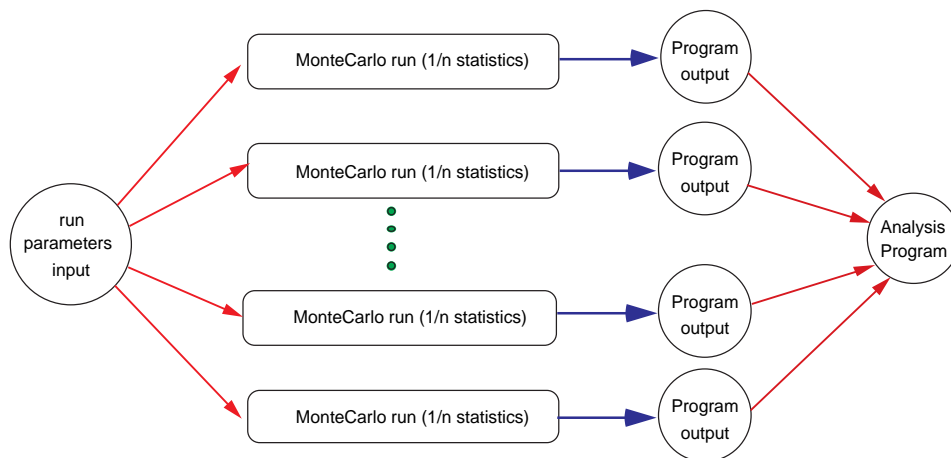 MonteCarlo run (1/n statistics)
Program
output
MonteCarlo run (1/n statistics)
Program
output
run
parameters
input
Analysis
Program
MonteCarlo run (1/n statistics)
Program
output
MonteCarlo run (1/n statistics)
Program
output